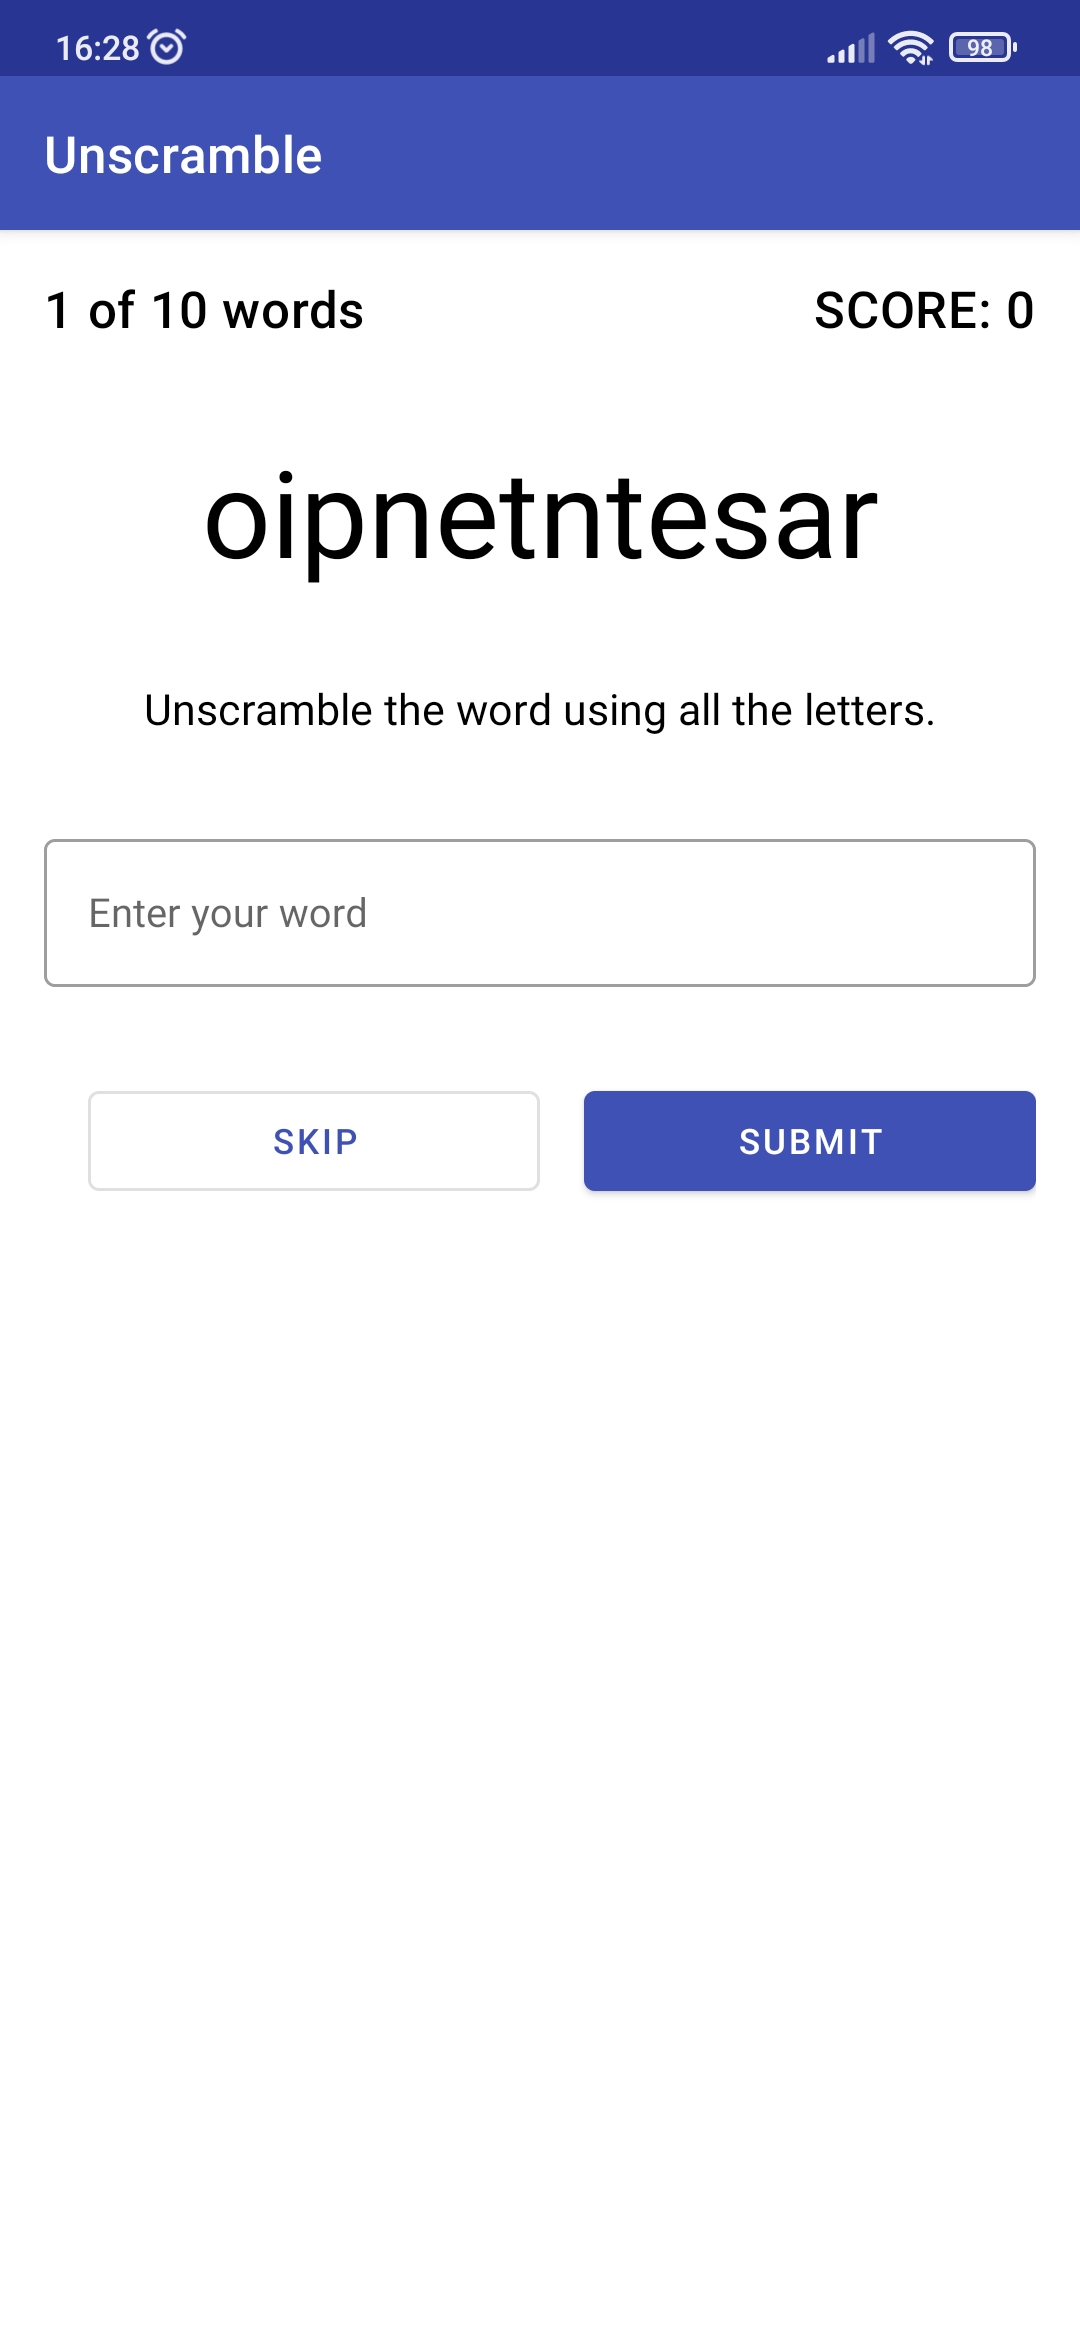 16:28
98
Unscramble
1 of 10 words
SCORE: 0
oipnetntesar
Unscramble the word using all the letters.
Enter your word
SKIP
SUBMIT